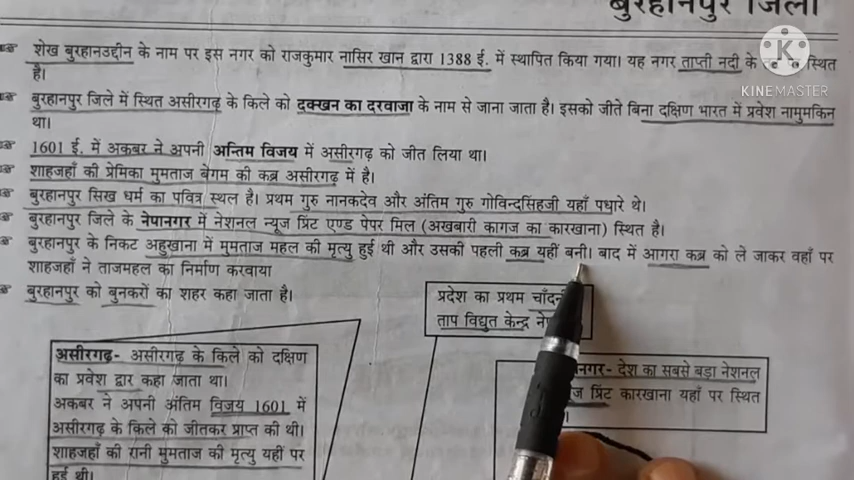 बुरहानपुर जिला
शेख बुरहानउद्दीन के नाम पर इस नगर को राजकुमार नासिर खान द्वारा 1388 ई. में स्थापित किया गया। यह नगर ताप्ती नदी के स्थित
है।
बुरहानपुर जिले में स्थित असीरगढ़ के किले को दक्खन का दरवाजा के नाम से जाना जाता है। इसको जीते बिना दक्षिण भारत में प्रवेश नामुमकिन
था।
1601 ई. में अकबर ने अपनी अन्तिम विजय में असीरगढ़ को जीत लिया था।
शाहजहाँ की प्रेमिका मुमताज बेगम की कब्र असीरगढ़ में है।
बुरहानपुर सिख धर्म का पवित्र स्थल है। प्रथम गुरु नानकदेव और अंतिम गुरु गोविन्दसिंहजी यहाँ पधारे थे।
बुरहानपुर जिले के नेपानगर में नेशनल न्यूज प्रिंट एण्ड पेपर मिल (अखबारी कागज का कारखाना) स्थित है।
बुरहानपुर के निकट अहुखाना में मुमताज महल की मृत्यु हुई थी और उसकी पहली कब्र यहीं बनी। बाद में आगरा कब्र को ले जाकर वहाँ पर
शाहजहाँ ने ताजमहल का निर्माण करवाया
बुरहानपुर को बुनकरों का शहर कहा जाता है।
प्रदेश का प्रथम चाँदनी
ताप विद्युत केन्द्र
असीरगढ़- असीरगढ़ के किले को दक्षिण
का प्रवेश द्वार कहा जाता था।
अकबर ने अपनी अंतिम विजय 1601 में
असीरगढ़ के किले को जीतकर प्राप्त की थी।
शाहजहाँ की रानी मुमताज की मृत्यु यहीं पर
हुई थी।
देश का सबसे बड़ा नेशनल
प्रिंट कारखाना यहाँ पर स्थित
KINEMASTER